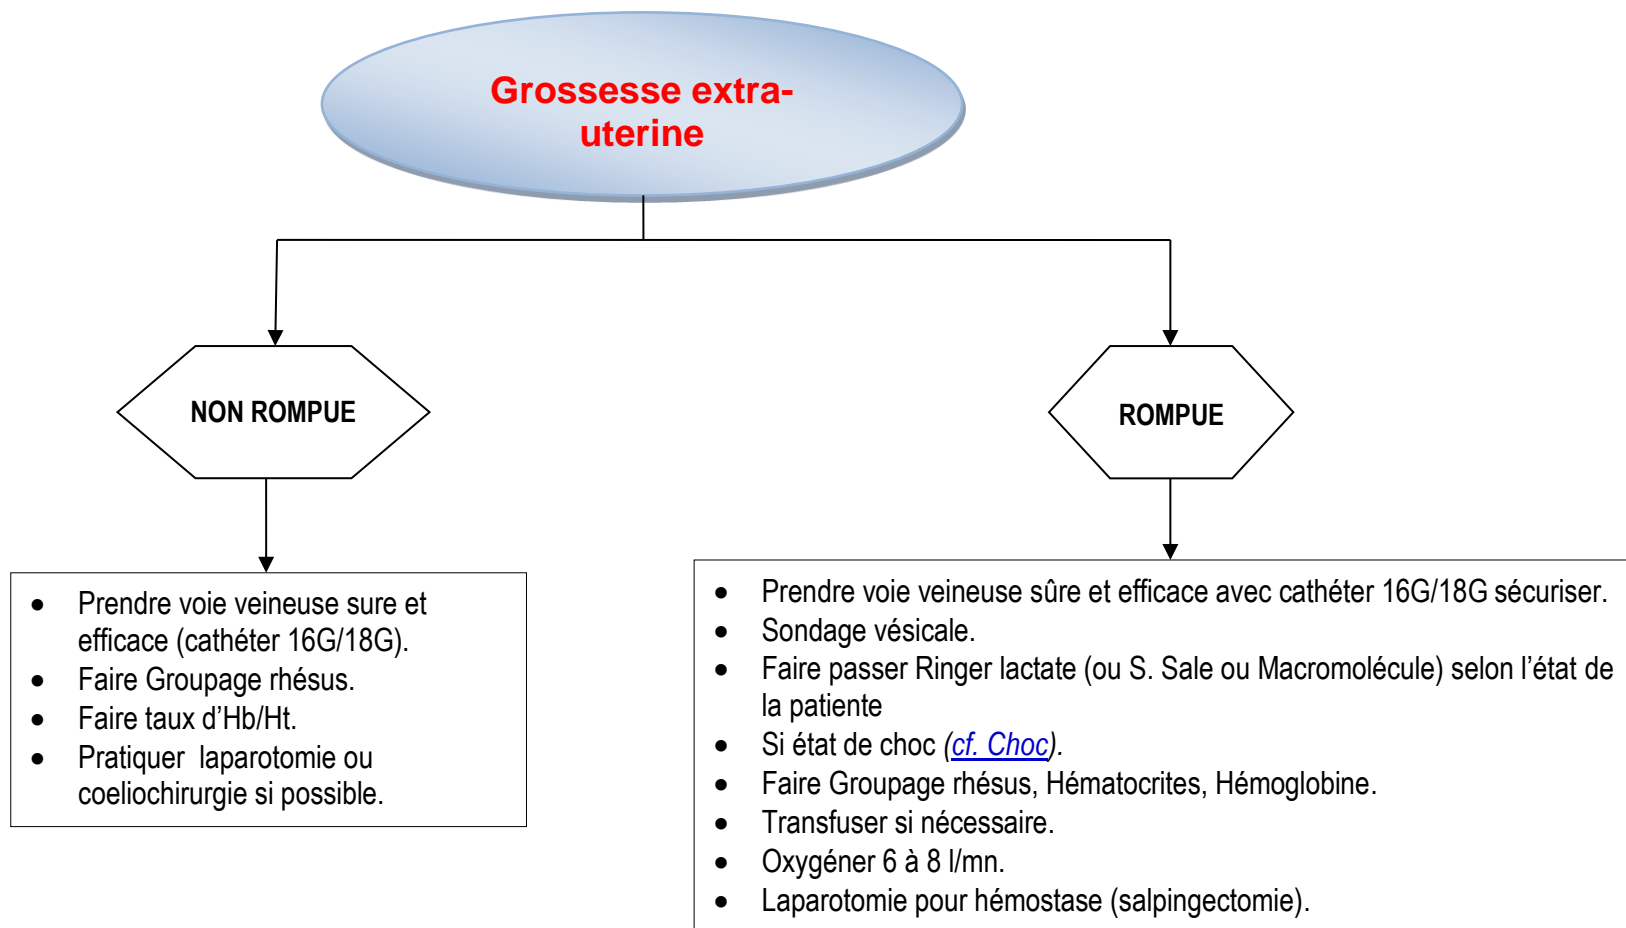 Grossesse extra-
uterine
NON ROMPUE
ROMPUE
• Prendre voie veineuse sure et
efficace (cathéter 16G/18G).
• Faire Groupage rhésus.
• Faire taux d’Hb/Ht.
• Pratiquer laparotomie ou
coeliochirurgie si possible.
• Prendre voie veineuse sûre et efficace avec cathéter 16G/18G sécuriser.
• Sondage vésicale.
• Faire passer Ringer lactate (ou S. Sale ou Macromolécule) selon l’état de
la patiente
• Si état de choc (cf. Choc).
• Faire Groupage rhésus, Hématocrites, Hémoglobine.
• Transfuser si nécessaire.
• Oxygéner 6 à 8 l/mn.
• Laparotomie pour hémostase (salpingectomie).